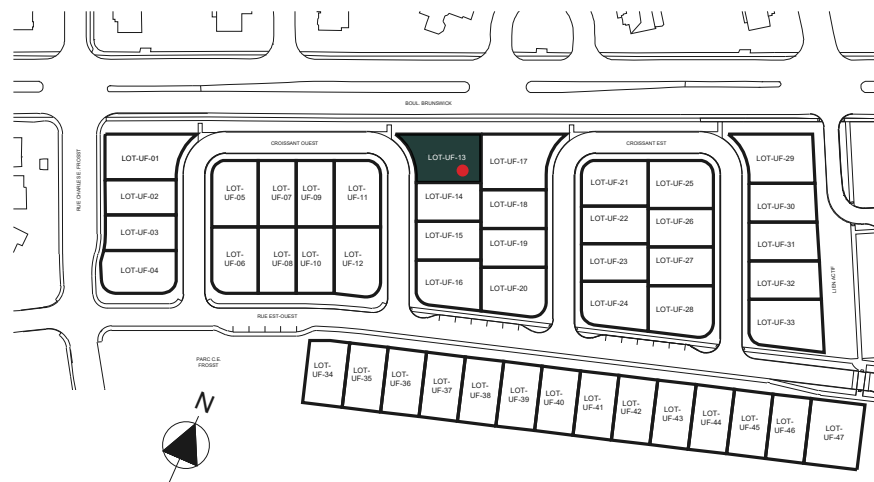 BOUL. BRUNSWICK
CROISSANT OUEST
CROISSANT EST
RUE CHARLES E. FROSST
LOT-UF-01
LOT-UF-02
LOT-UF-03
LOT-UF-04
LOT-
UF-05
LOT-
UF-07
LOT-
UF-09
LOT-
UF-11
LOT-
UF-06
LOT-
UF-08
LOT-
UF-10
LOT-
UF-12
LOT-UF-13
LOT-UF-14
LOT-UF-15
LOT-UF-16
LOT-UF-17
LOT-UF-18
LOT-UF-19
LOT-UF-20
LOT-UF-21
LOT-UF-22
LOT-UF-23
LOT-UF-24
LOT-UF-25
LOT-UF-26
LOT-UF-27
LOT-UF-28
LOT-UF-29
LOT-UF-30
LOT-UF-31
LOT-UF-32
LOT-UF-33
LIEN ACTIF
RUE EST-OUEST
PARC C.E.
FROSST
LOT-
UF-34
LOT-
UF-35
LOT-
UF-36
LOT-
UF-37
LOT-
UF-38
LOT-
UF-39
LOT-
UF-40
LOT-
UF-41
LOT-
UF-42
LOT-
UF-43
LOT-
UF-44
LOT-
UF-45
LOT-
UF-46
LOT-
UF-47
N